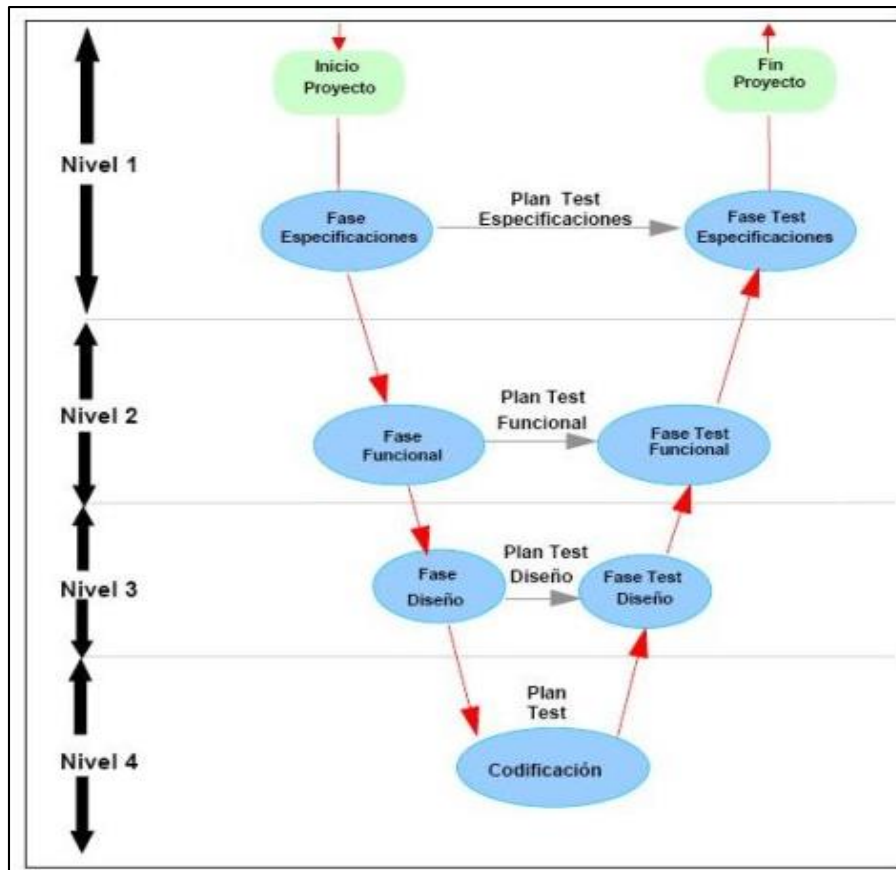 Inicio
Proyecto
Fin
Proyecto
Nivel 1
Fase
Especificaciones
Plan Test
Especificaciones
Fase Test
Especificaciones
Nivel 2
Fase
Funcional
Plan Test
Funcional
Fase Test
Funcional
Nivel 3
Fase
Diseño
Plan Test
Diseño
Fase Test
Diseño
Nivel 4
Plan
Test
Codificación